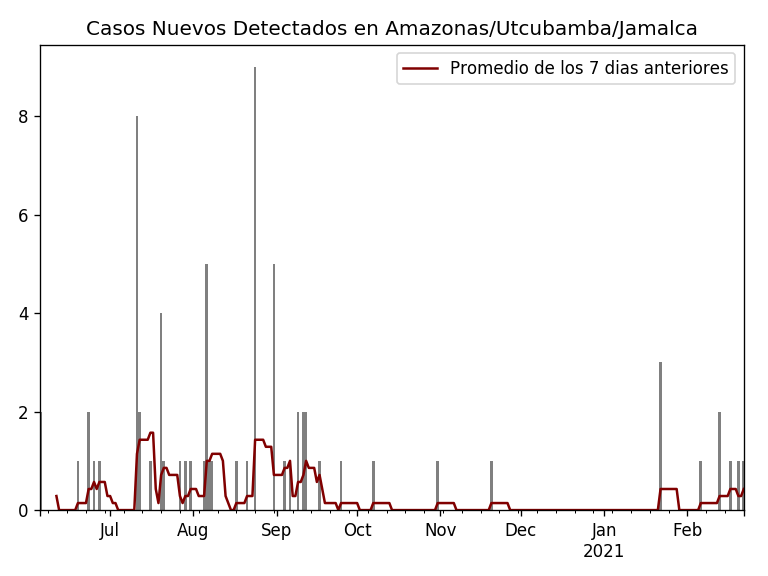 Casos Nuevos Detectados en Amazonas/Utcubamba/Jamalca
Promedio de los 7 dias anteriores
8
6
4
2
0
Jul Aug Sep Oct Nov Dec Jan Feb
2021